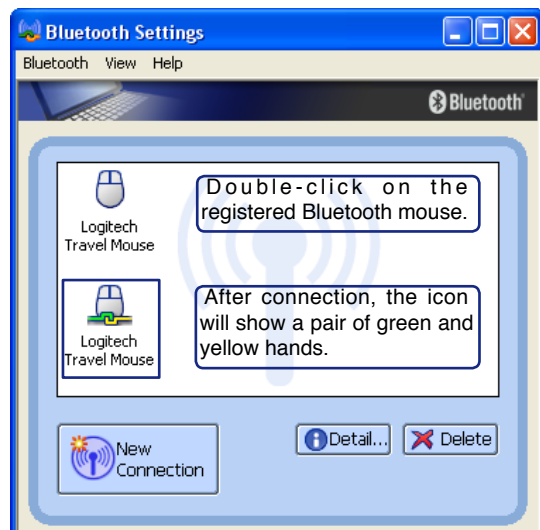 Bluetooth Settings
Bluetooth View Help
Bluetooth
Logitech
Travel Mouse
Double-click on the
registered Bluetooth mouse.
Logitech
Travel Mouse
After connection, the icon
will show a pair of green and
yellow hands.
New
Connection
Detail...
Delete